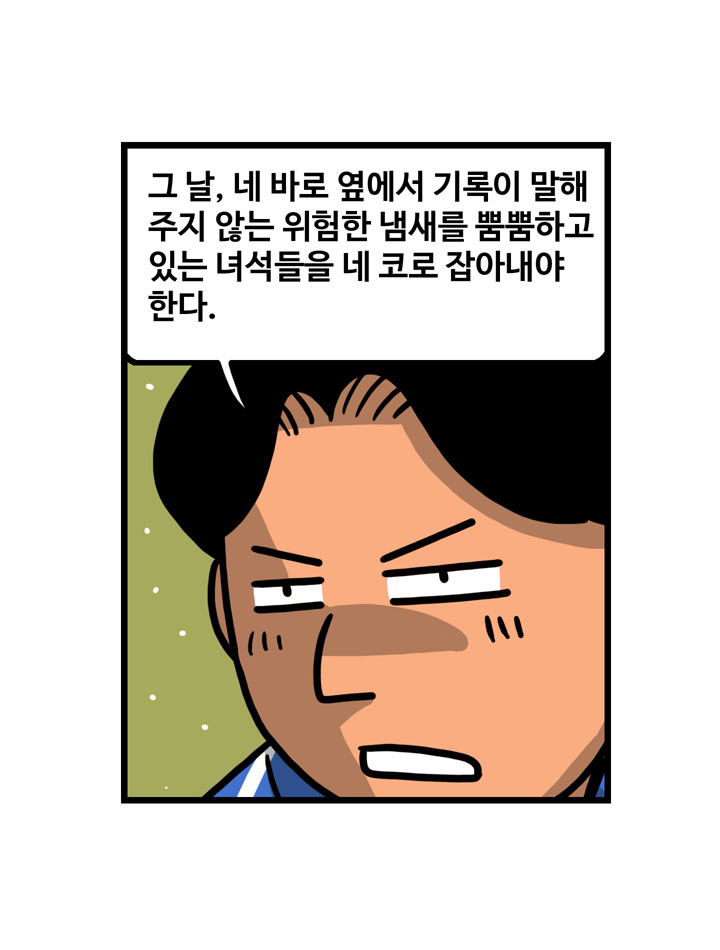 그 날, 네 바로 옆에서 기록이 말해
주지 않는 위험한 냄새를 뿜뿜하고
있는 녀석들을 네 코로 잡아내야
한다.